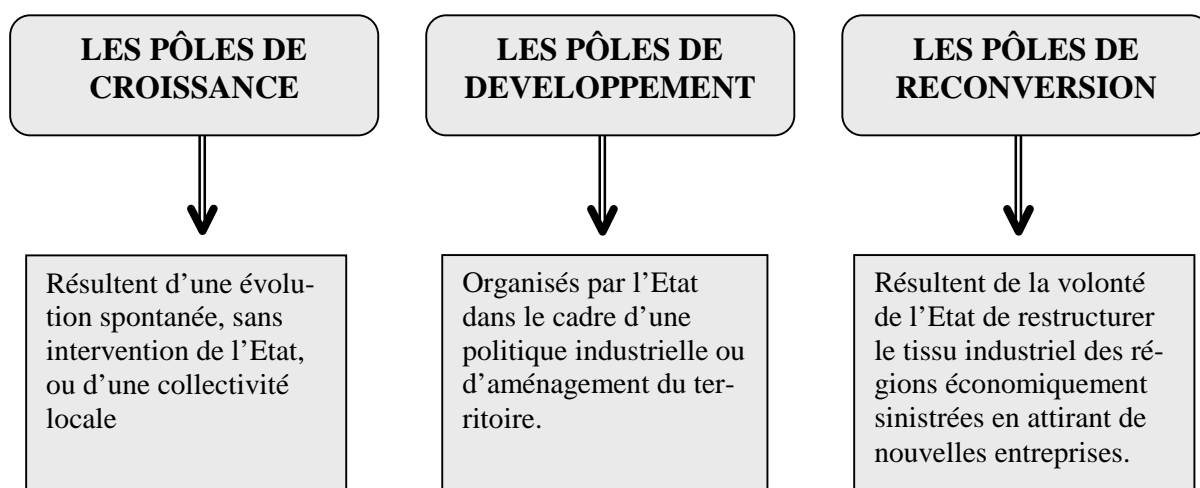 LES PÔLES DE
CROISSANCE
Résultent d’une évolu-
tion spontanée, sans
intervention de l’Etat,
ou d’une collectivité
locale
LES PÔLES DE
DEVELOPPEMENT
Organisés par l’Etat
dans le cadre d’une
politique industrielle ou
d’aménagement du ter-
ritoire.
LES PÔLES DE
RECONVERSION
Résultent de la volonté
de l’Etat de restructurer
le tissu industriel des ré-
gions économiquement
sinistrées en attirant de
nouvelles entreprises.